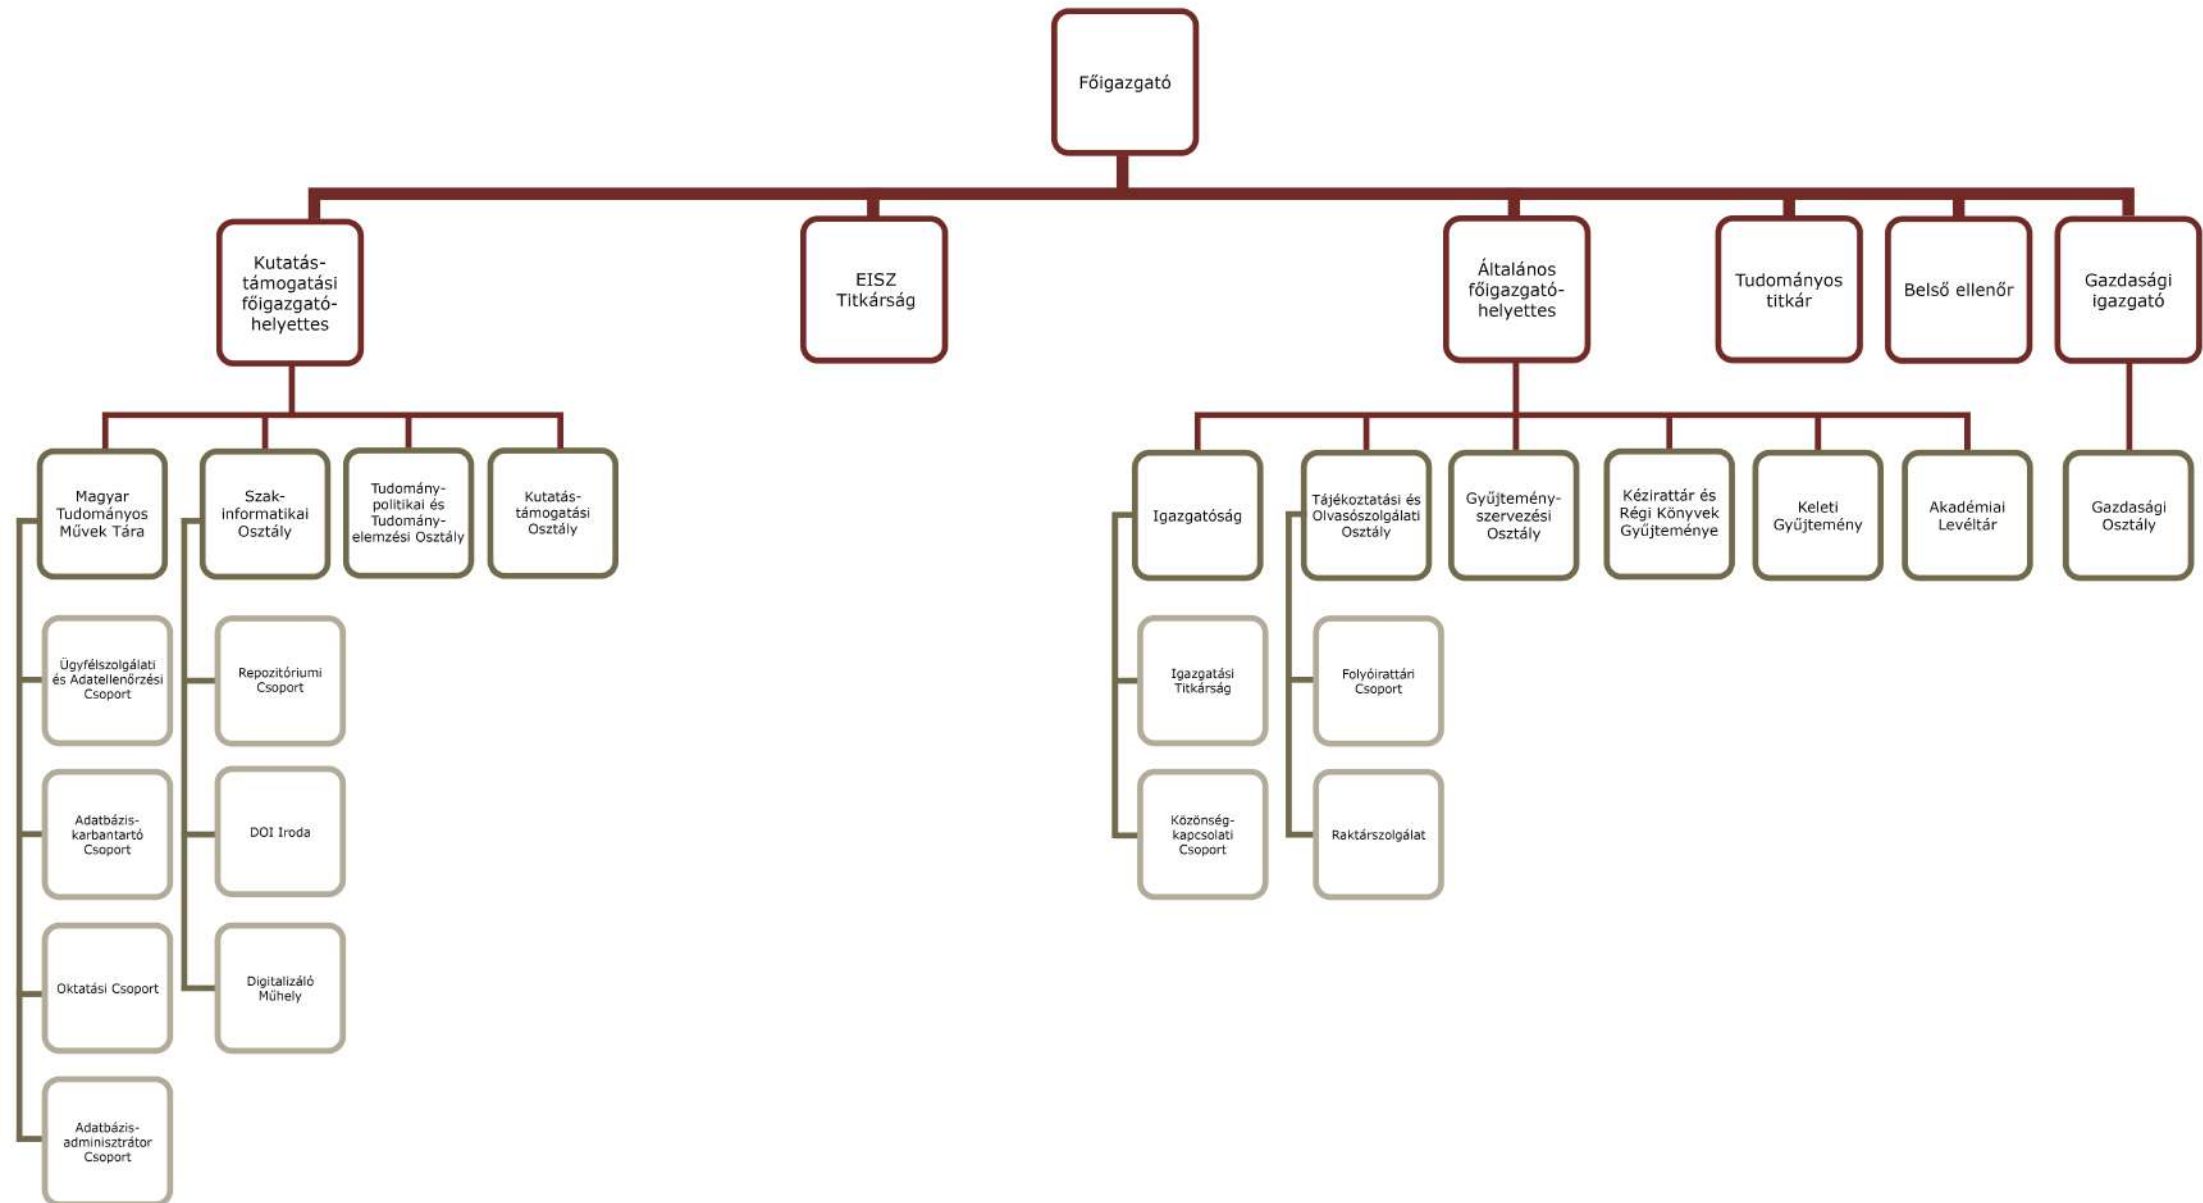 Főigazgató
Kutatás-
támogatási
főigazgató-
helyettes
EISZ
Titkárság
Általános
főigazgató-
helyettes
Tudományos
titkár
Belső ellenőr
Gazdasági
igazgató
Magyar
Tudományos
Művek Tára
Szak-
informatikai
Osztály
Tudomány-
politikai és
Tudomány-
elemzési Osztály
Kutatás-
támogatási
Osztály
Igazgatóság
Tájékoztatási és
Olvasószolgálati
Osztály
Gyűjtemény-
szervezési
Osztály
Kézirattár és
Régi Könyvek
Gyűjteménye
Keleti
Gyűjtemény
Akadémiai
Levéltár
Gazdasági
Osztály
Ügyfélszolgálati
és Adatellenőrzési
Csoport
Repozitóriumi
Csoport
Igazgatási
Titkárság
Folyóirattári
Csoport
Adatbázis-
karbantartó
Csoport
DOI Iroda
Közönség-
kapcsolati
Csoport
Raktárszolgálat
Oktatási Csoport
Digitalizáló
Műhely
Adatbázis-
adminisztrátor
Csoport